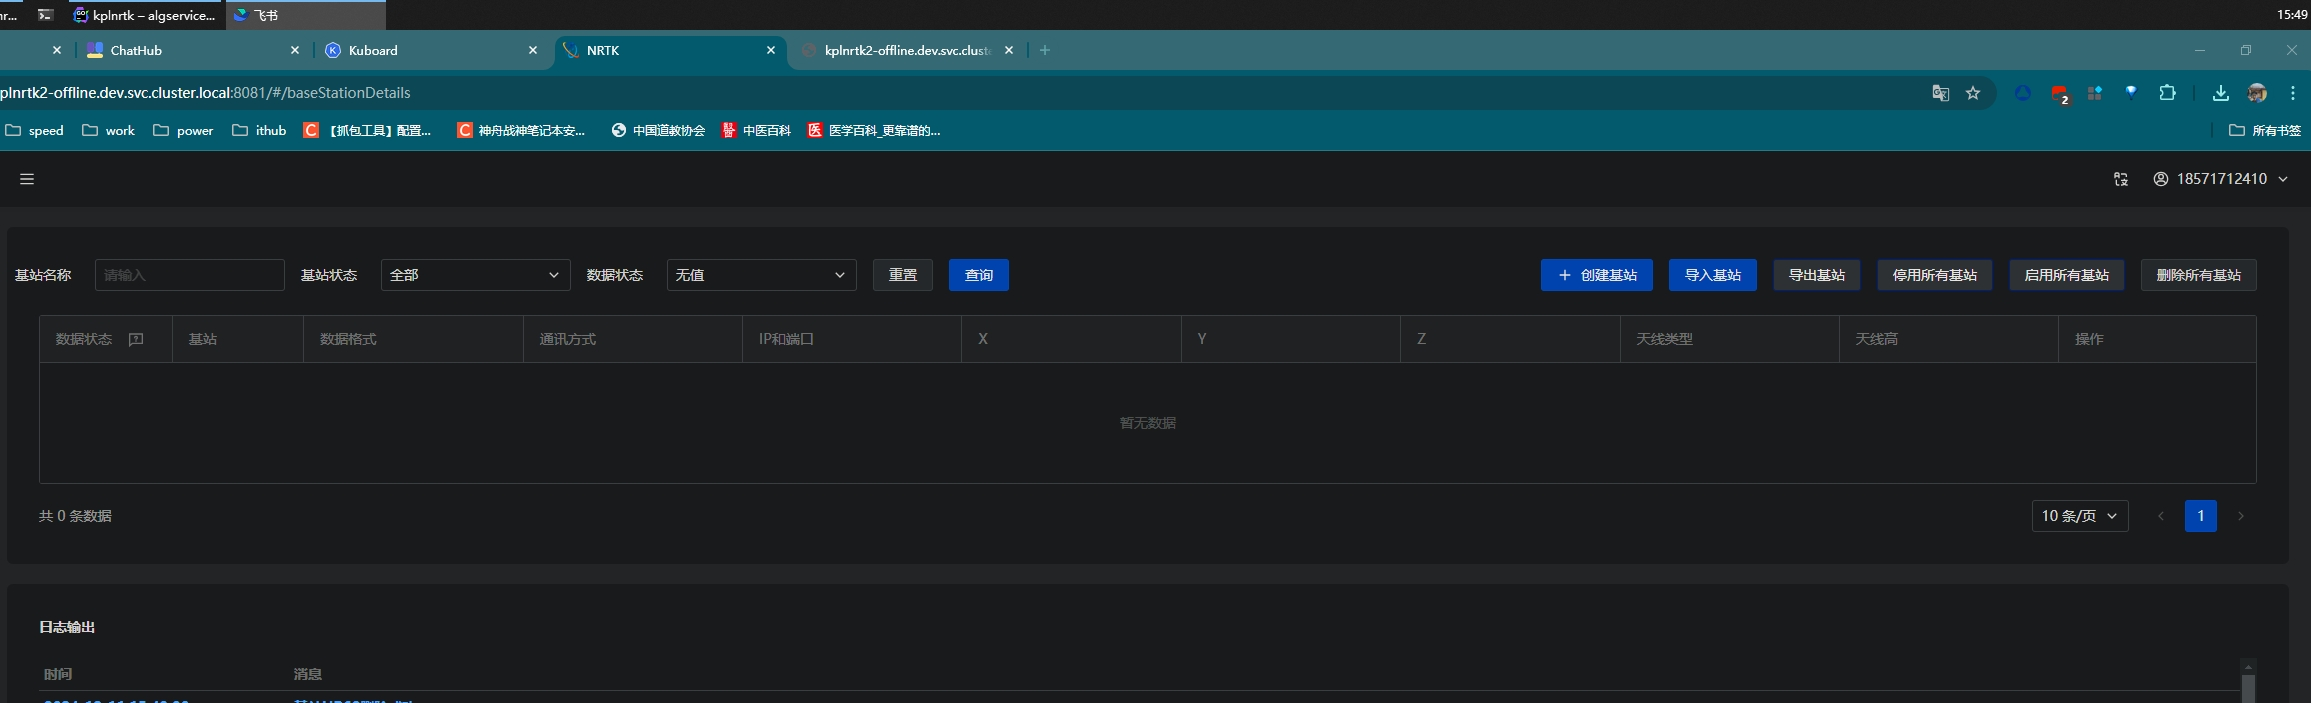 kplnrtk – algservice... 飞书 15:49
ChatHub Kuboard NRTK kplnrtk2-offline.dev.svc.clust
plnrtk2-offline.dev.svc.cluster.local:8081/#/baseStationDetails 2
speed work power ithub 【抓包工具】配置... 神舟战神笔记本安... 中国道教协会 中医百科 医学百科_更靠谱的... 所有书签
18571712410
基站名称 请输入 基站状态 全部 数据状态 无值 重置 查询 + 创建基站 导入基站 导出基站 停用所有基站 启用所有基站 删除所有基站
数据状态 基站 数据格式 通讯方式 IP和端口 X Y Z 天线类型 天线高 操作
暂无数据
共 0 条数据 10 条/页 1
日志输出
时间 消息